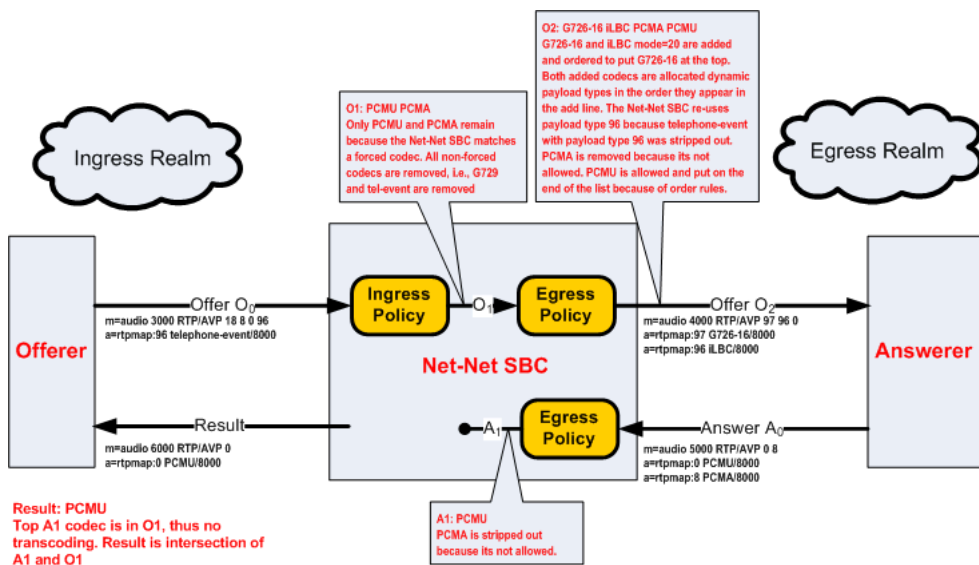 O2: G726-16 iLBC PCMA PCMU
G726-16 and iLBC mode=20 are added
and ordered to put G726-16 at the top.
Both added codecs are allocated dynamic
payload types in the order they appear in
the add line. The Net-Net SBC re-uses
payload type 96 because telephone-event
with payload type 96 was stripped out.
PCMA is removed because its not
allowed. PCMU is allowed and put on the
end of the list because of order rules.
O1: PCMU PCMA
Only PCMU and PCMA remain
because the Net-Net SBC matches
a forced codec. All non-forced
codecs are removed, i.e., G729
and tel-event are removed
Ingress Realm
Egress Realm
Offerer
Offer O0
m=audio 3000 RTP/AVP 18 8 0 96
a=rtpmap:96 telephone-event/8000
Ingress
Policy
O1
Egress
Policy
Offer O2
m=audio 4000 RTP/AVP 97 96 0
a=rtpmap:97 G726-16/8000
a=rtpmap:96 iLBC/8000
Net-Net SBC
Answerer
Result
m=audio 6000 RTP/AVP 0
a=rtpmap:0 PCMU/8000
A1
Egress
Policy
Answer A0
m=audio 5000 RTP/AVP 0 8
a=rtpmap:0 PCMU/8000
a=rtpmap:8 PCMA/8000
Result: PCMU
Top A1 codec is in O1, thus no
transcoding. Result is intersection of
A1 and O1
A1: PCMU
PCMA is stripped out
because its not allowed.